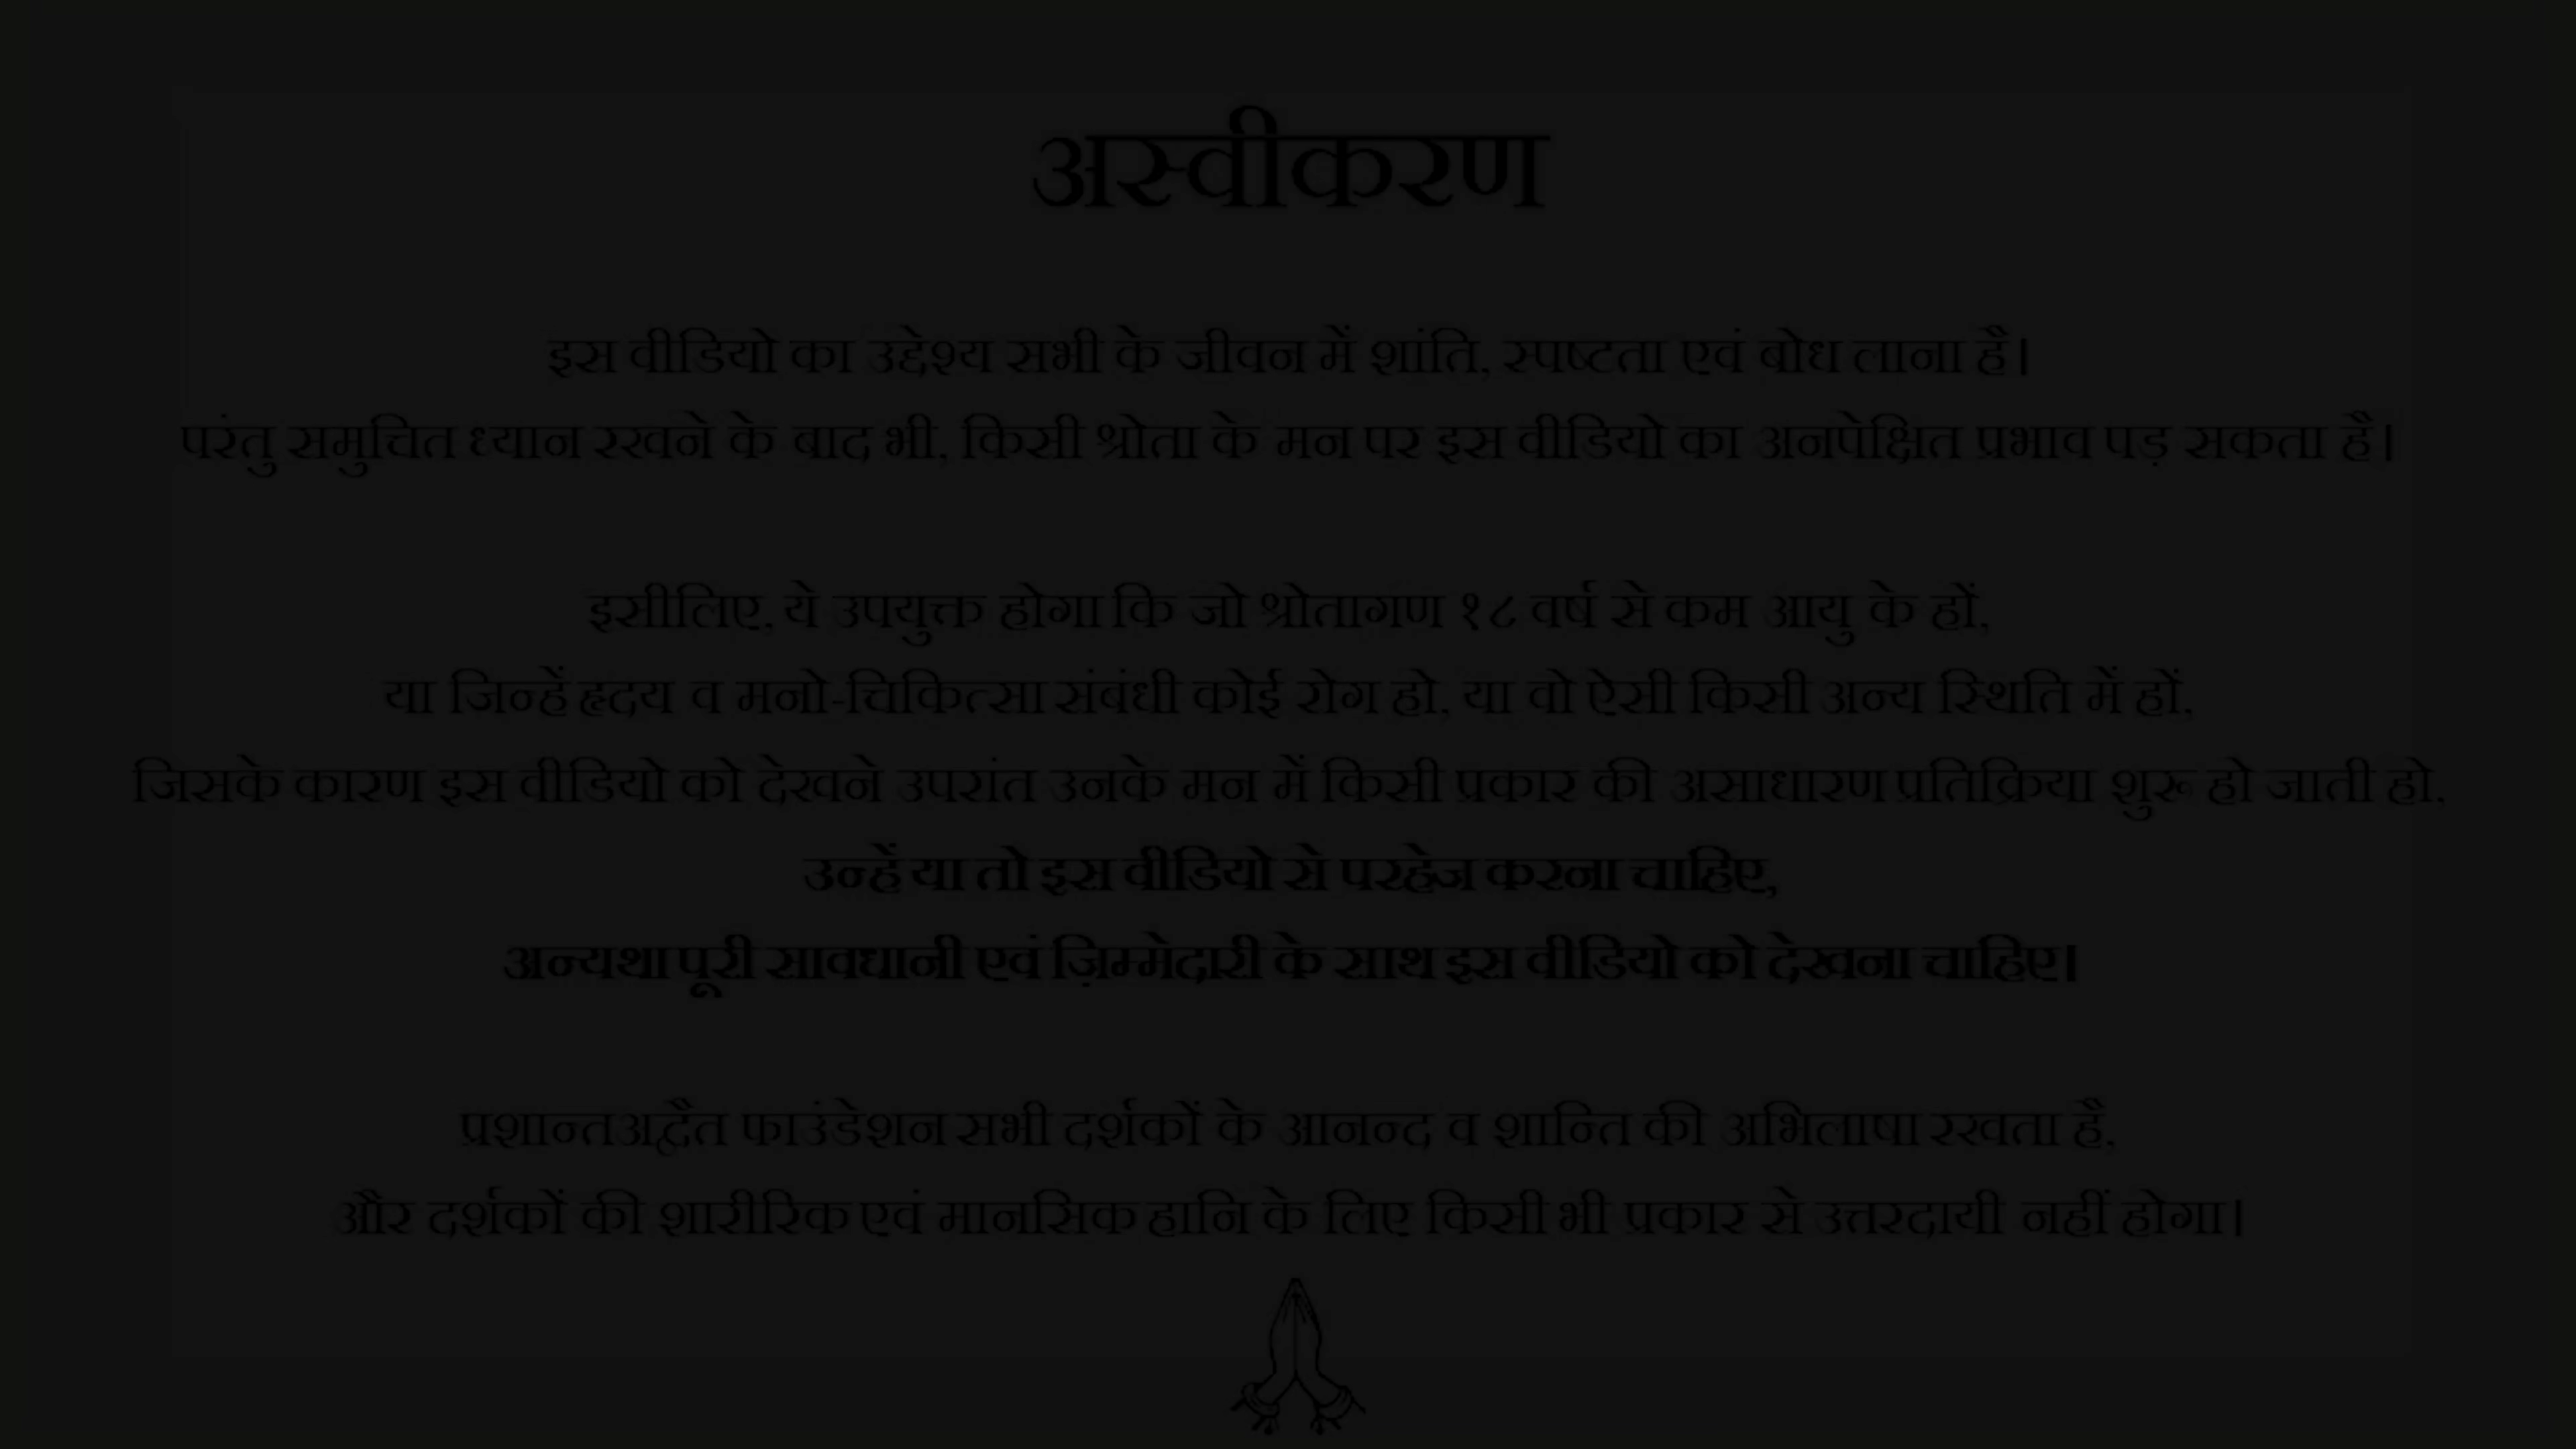 अस्वीकरण
इस वीडियो का उद्देश्य सभी के जीवन में शांति, स्पष्टता एवं बोध लाना है।
परंतु समुचित ध्यान रखने के बाद भी, किसी श्रोता के मन पर इस वीडियो का अनपेक्षित प्रभाव पड़ सकता है।
इसीलिए, ये उपयुक्त होगा कि जो श्रोतागण १८ वर्ष से कम आयु के हों,
या जिन्हें हृदय व मनो-चिकित्सा संबंधी कोई रोग हो, या वो ऐसी किसी अन्य स्थिति में हों,
जिसके कारण इस वीडियो को देखने उपरांत उनके मन में किसी प्रकार की असाधारण प्रतिक्रिया शुरू हो जाती हो,
उन्हें या तो इस वीडियो से परहेज करना चाहिए,
अन्यथा पूरी सावधानी एवं ज़िम्मेदारी के साथ इस वीडियो को देखना चाहिए।
प्रशान्तअद्वैत फाउंडेशन सभी दर्शकों के आनन्द व शान्ति की अभिलाषा रखता है,
और दर्शकों की शारीरिक एवं मानसिक हानि के लिए किसी भी प्रकार से उत्तरदायी नहीं होगा।